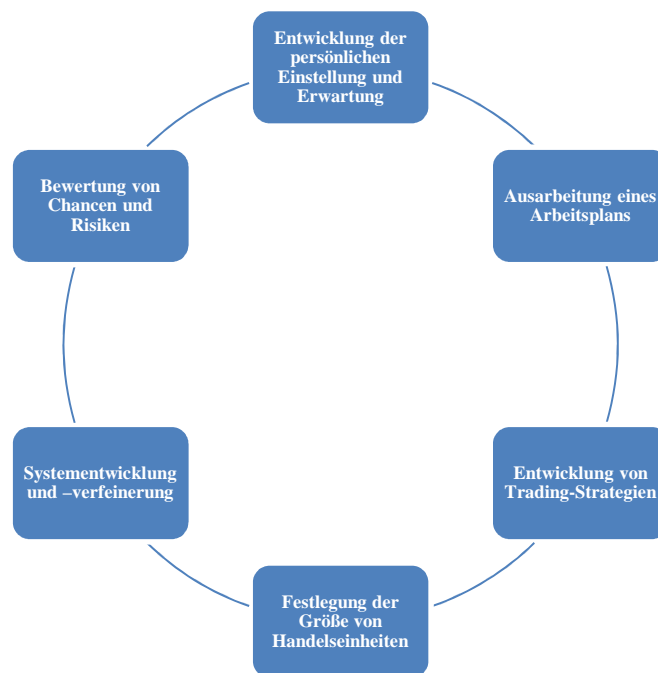 Entwicklung der
persönlichen
Einstellung und
Erwartung
Ausarbeitung eines
Arbeitsplans
Entwicklung von
Trading-Strategien
Festlegung der
Größe von
Handelseinheiten
Systementwicklung
und –verfeinerung
Bewertung von
Chancen und
Risiken